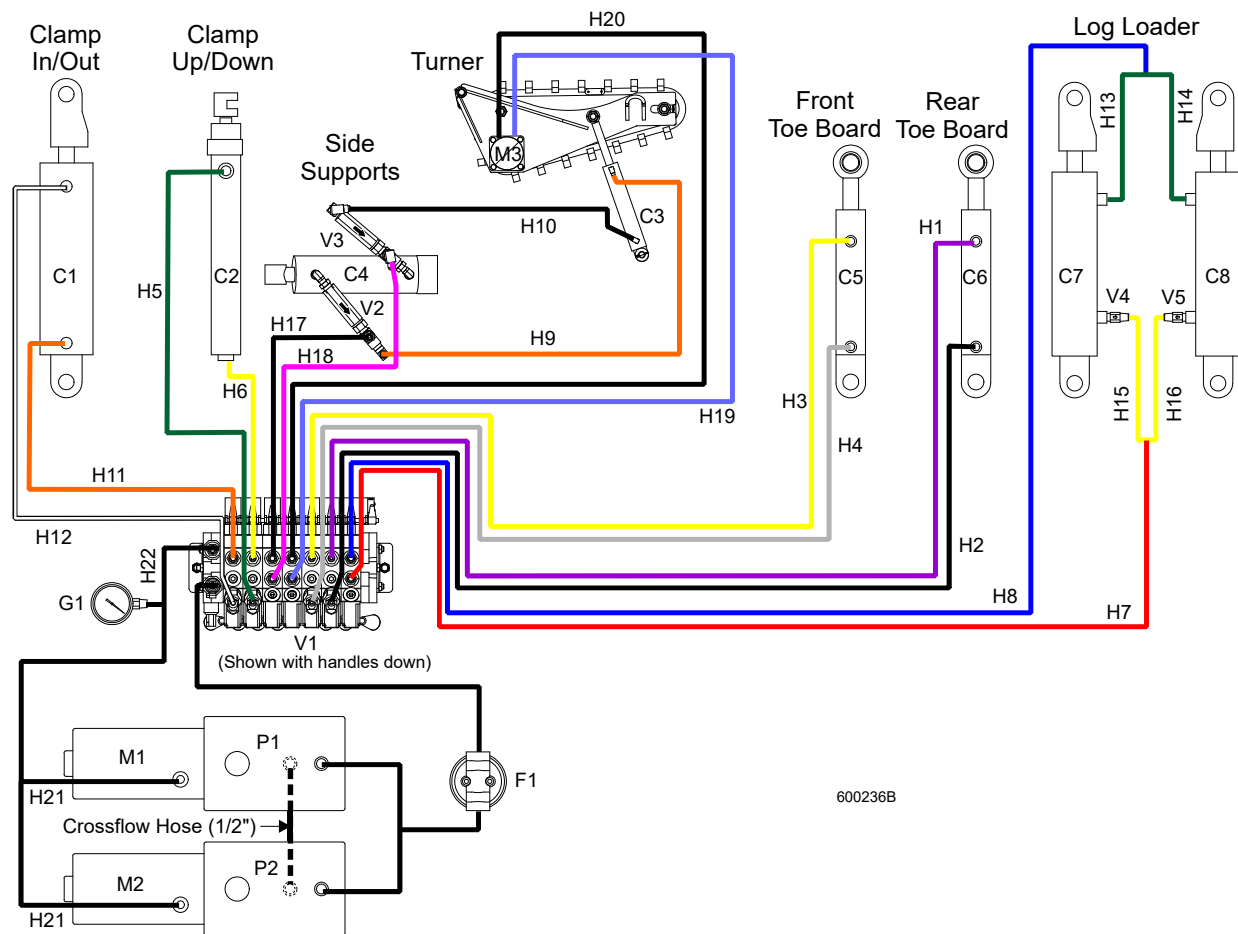 H20
Clamp
In/Out
Clamp
Up/Down
Turner
Log Loader
Front
Toe Board
Rear
Toe Board
Side
Supports
H13
H14
M3
C3
H10
V3
C4
V2
C1
C2
H5
H1
C5
C6
C7
C8
V4
V5
H17
H18
H9
H6
H3
H4
H19
H15
H16
H11
H12
H22
H2
H8
H7
G1
V1
(Shown with handles down)
M1
P1
F1
H21
Crossflow Hose (1/2")
600236B
M2
P2
H21